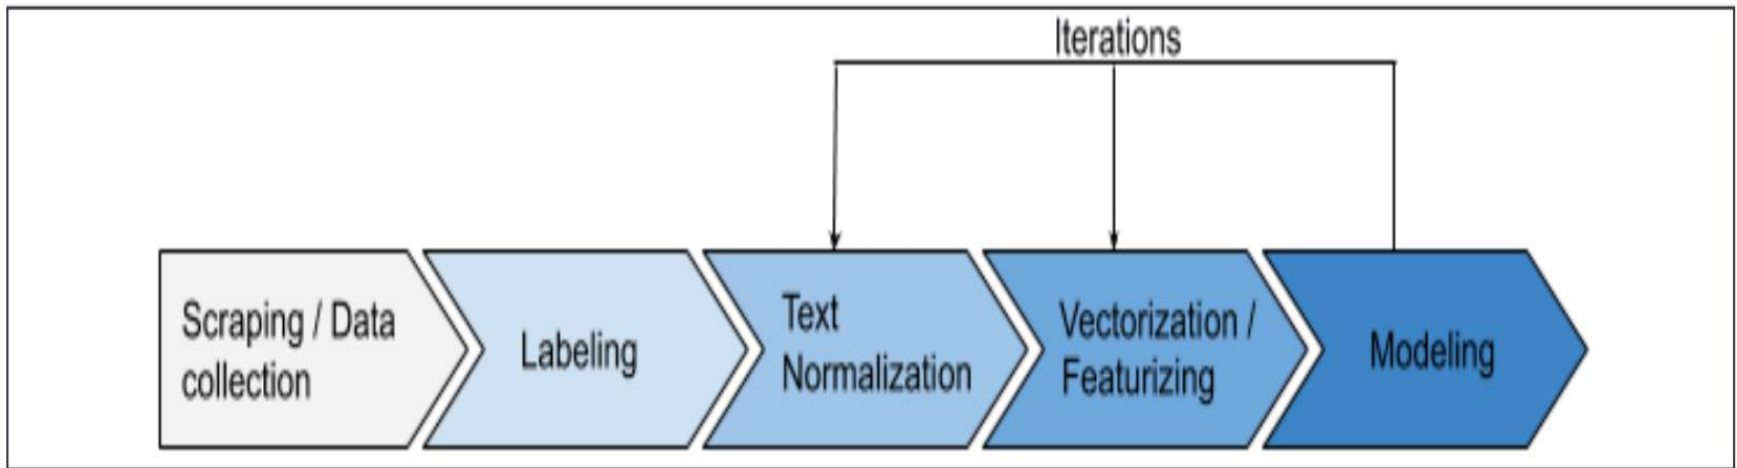 Iterations
Scraping / Data
collection
Labeling
Text
Normalization
Vectorization /
Featurizing
Modeling